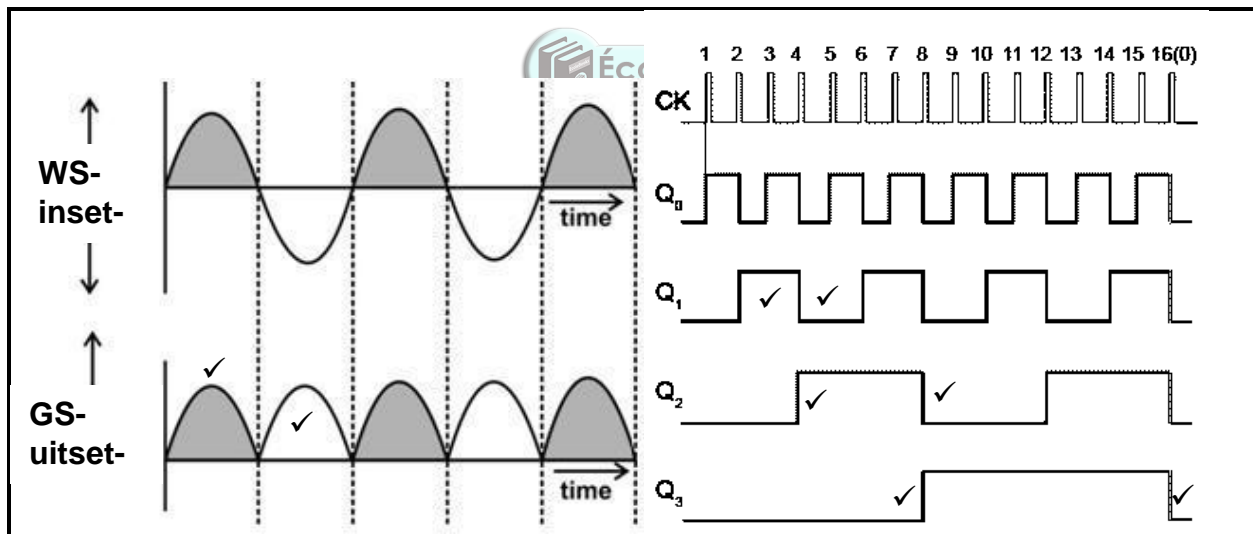 Éco
WS-
inset-
time
GS-
uitset-
time
1 2 3 4 5 6 7 8 9 10 11 12 13 14 15 16(0)
CK
Q₀
Q₁
✓ ✓
Q₂
✓ ✓
Q₃
✓ ✓
✓
✓